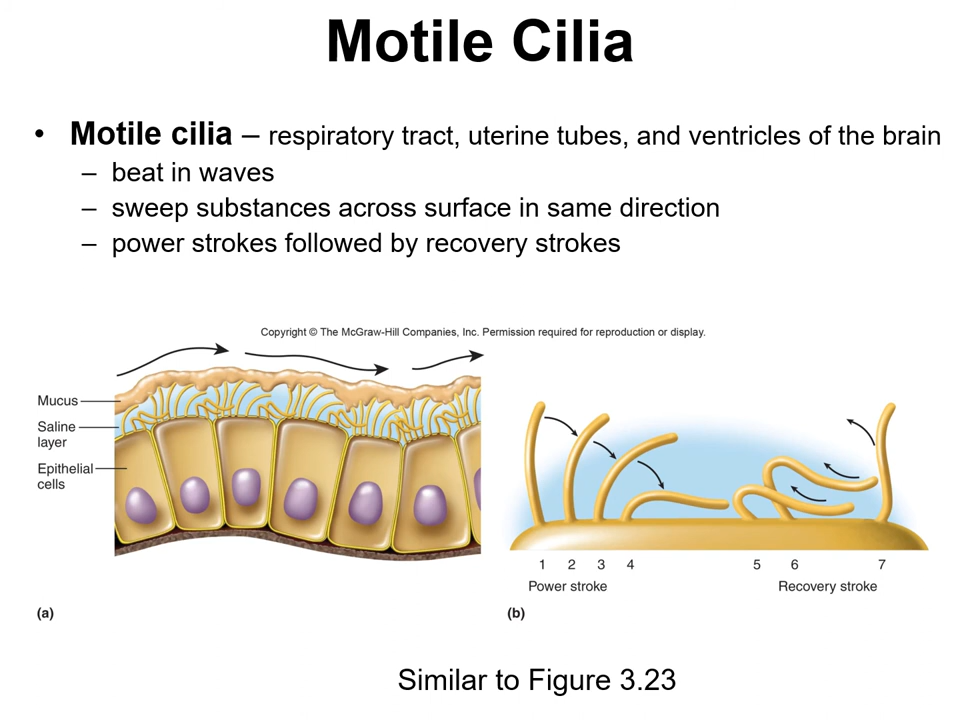 Motile Cilia
• Motile cilia – respiratory tract, uterine tubes, and ventricles of the brain
– beat in waves
– sweep substances across surface in same direction
– power strokes followed by recovery strokes
Copyright © The McGraw-Hill Companies, Inc. Permission required for reproduction or display.
Mucus
Saline
layer
Epithelial
cells
(a)
1 2 3 4 5 6 7
Power stroke Recovery stroke
(b)
Similar to Figure 3.23